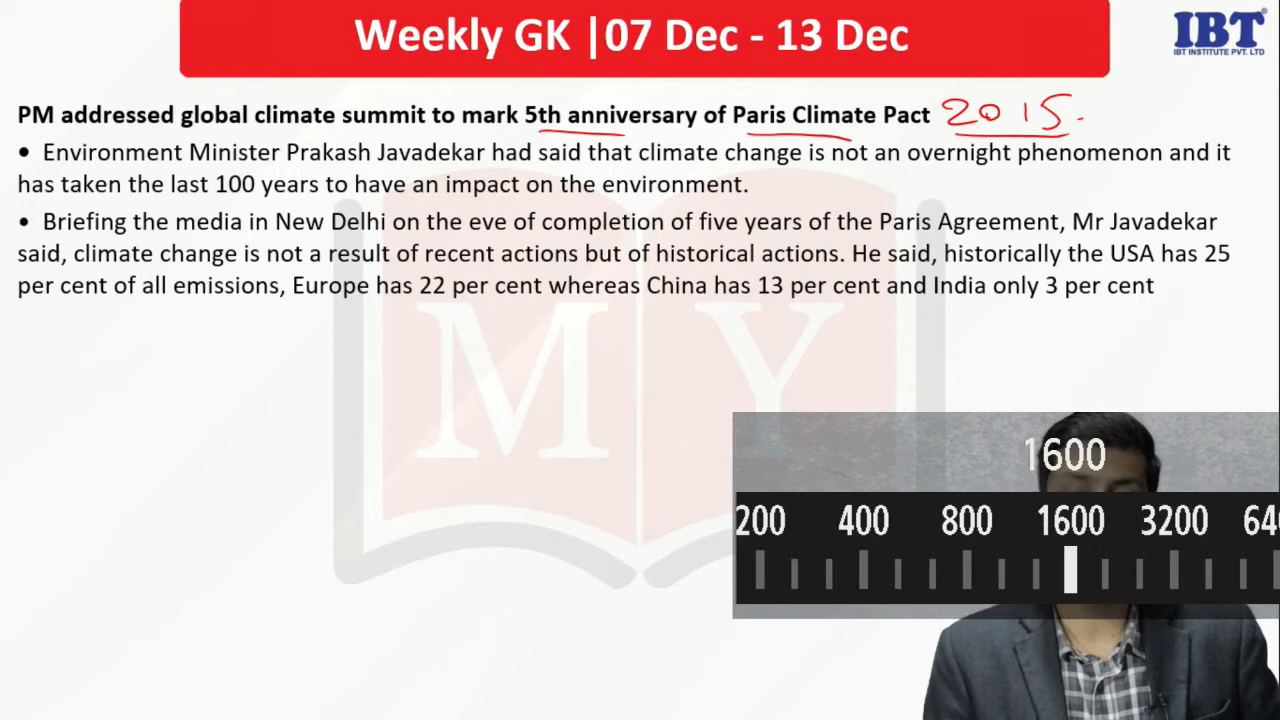 Weekly GK |07 Dec - 13 Dec
IBT
IBT INSTITUTE PVT. LTD
PM addressed global climate summit to mark 5th anniversary of Paris Climate Pact 2015.
• Environment Minister Prakash Javadekar had said that climate change is not an overnight phenomenon and it
has taken the last 100 years to have an impact on the environment.
• Briefing the media in New Delhi on the eve of completion of five years of the Paris Agreement, Mr Javadekar
said, climate change is not a result of recent actions but of historical actions. He said, historically the USA has 25
per cent of all emissions, Europe has 22 per cent whereas China has 13 per cent and India only 3 per cent
M Y
1600
200 400 800 1600 3200 640